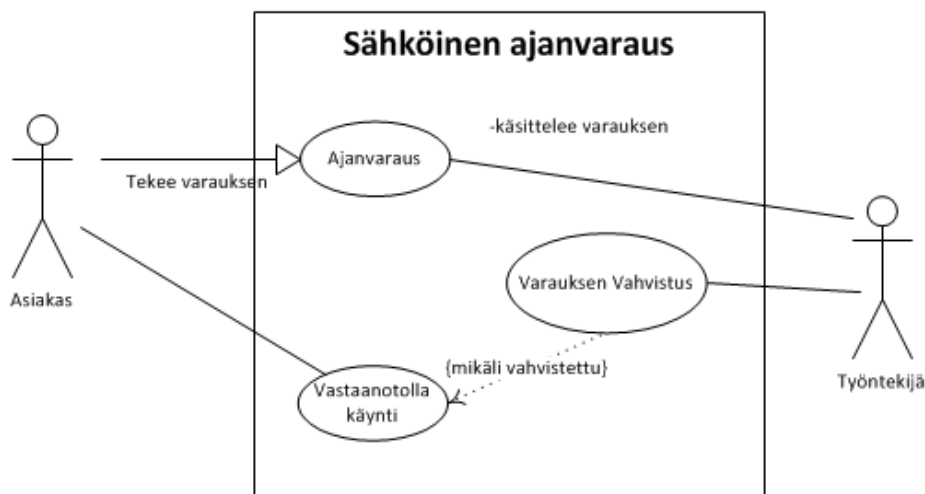 Sähköinen ajanvaraus
-käsittelee varauksen
Ajanvaraus
Tekee varauksen
Varauksen Vahvistus
Asiakas
{mikäli vahvistettu}
Työntekijä
Vastaanotolla
käynti